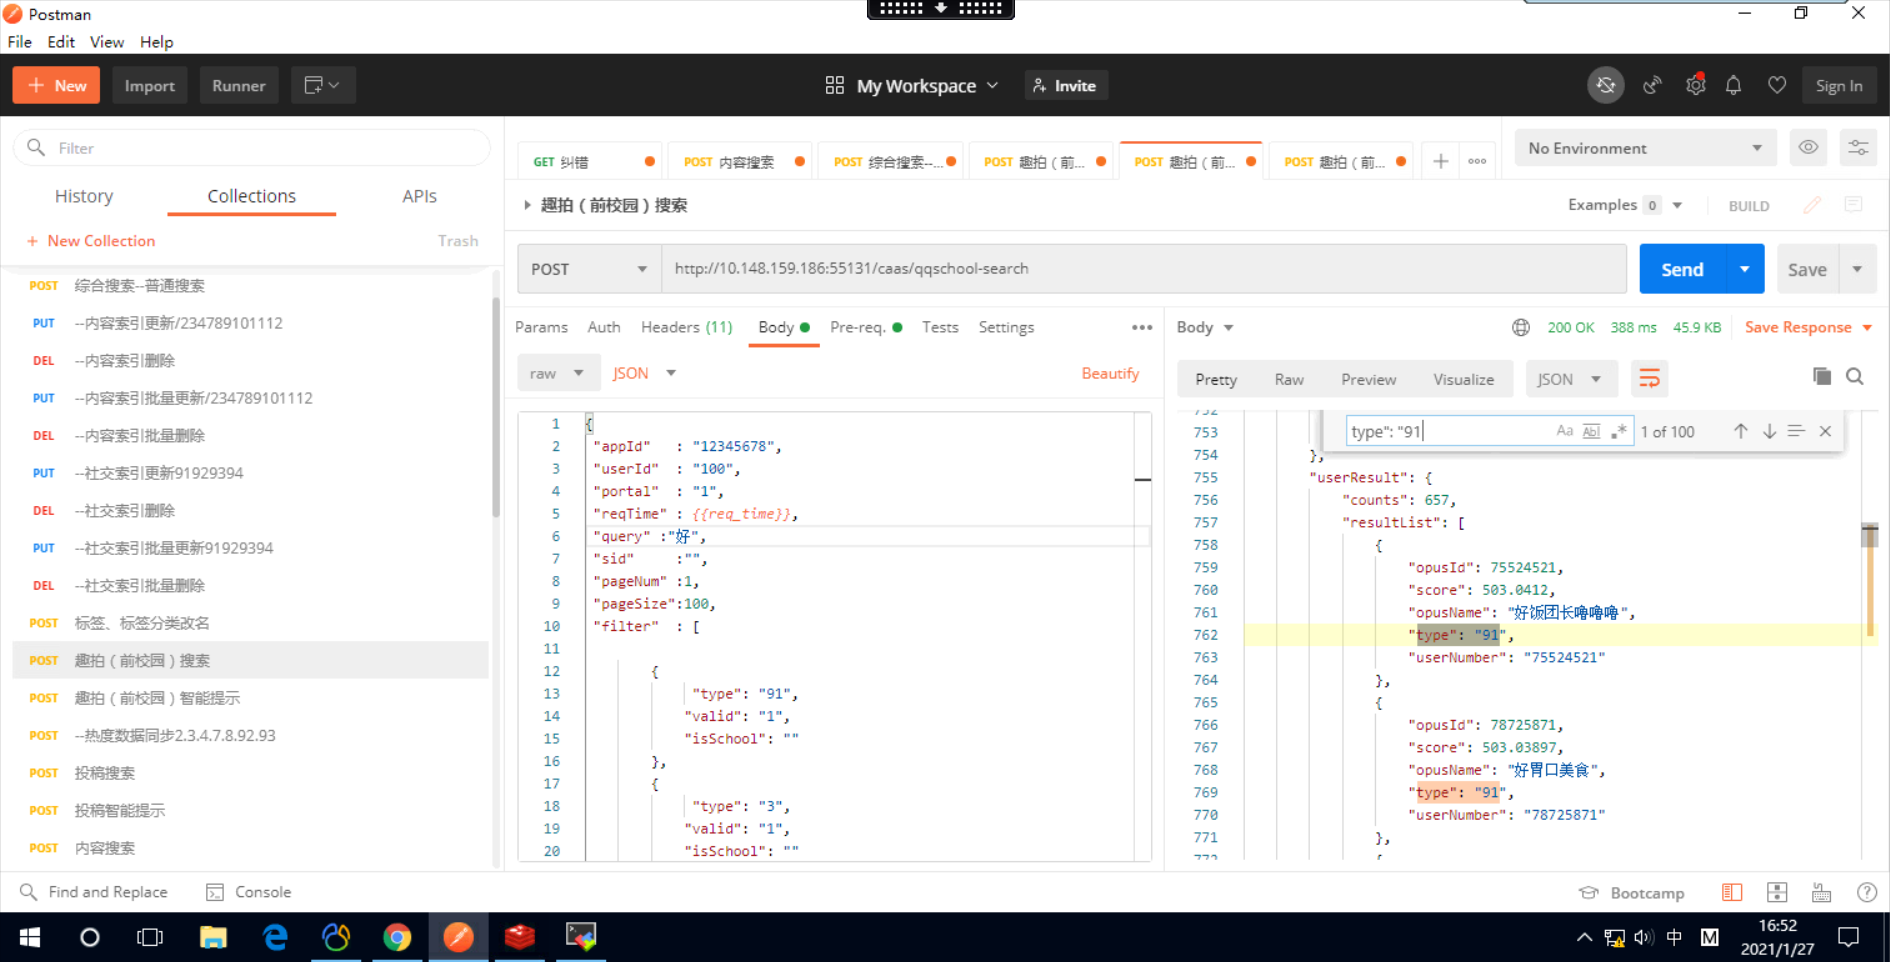 Postman
File Edit View Help
New Import Runner My Workspace Invite Sign In
Filter
History Collections APIs
New Collection Trash
POST 综合搜索--普通搜索
PUT --内容索引更新/234789101112
DEL --内容索引删除
PUT --内容索引批量更新/234789101112
DEL --内容索引批量删除
PUT --社交索引更新91929394
DEL --社交索引删除
PUT --社交索引批量更新91929394
DEL --社交索引批量删除
POST 标签、标签分类改名
POST 趣拍（前校园）搜索
POST 趣拍（前校园）智能提示
POST --热度数据同步2.3.4.7.8.92.93
POST 投稿搜索
POST 投稿智能提示
POST 内容搜索
GET 纠错 POST 内容搜索 POST 综合搜索--... POST 趣拍（前... POST 趣拍（前... POST 趣拍（前... No Environment
趣拍（前校园）搜索 Examples 0 BUILD
POST http://10.148.159.186:55131/caas/qqschool-search Send Save
Params Auth Headers (11) Body Pre-req. Tests Settings
raw JSON Beautify
1 {
2 "appId" : "12345678",
3 "userId" : "100",
4 "portal" : "1",
5 "reqTime" : {{req_time}},
6 "query" :"好",
7 "sid" :"",
8 "pageNum" :1,
9 "pageSize":100,
10 "filter" : [
11
12 {
13 "type": "91",
14 "valid": "1",
15 "isSchool": ""
16 },
17 {
18 "type": "3",
19 "valid": "1",
20 "isSchool": ""
Body 200 OK 388 ms 45.9 KB Save Response
Pretty Raw Preview Visualize JSON
type": "91 Aa Abl .* 1 of 100
752
753
754 },
755 "userResult": {
756 "counts": 657,
757 "resultList": [
758 {
759 "opusId": 75524521,
760 "score": 503.0412,
761 "opusName": "好饭团长噜噜噜",
762 "type": "91",
763 "userNumber": "75524521"
764 },
765 {
766 "opusId": 78725871,
767 "score": 503.03897,
768 "opusName": "好胃口美食",
769 "type": "91",
770 "userNumber": "78725871"
771 },
772 {
Find and Replace Console Bootcamp
中 M 16:52
2021/1/27